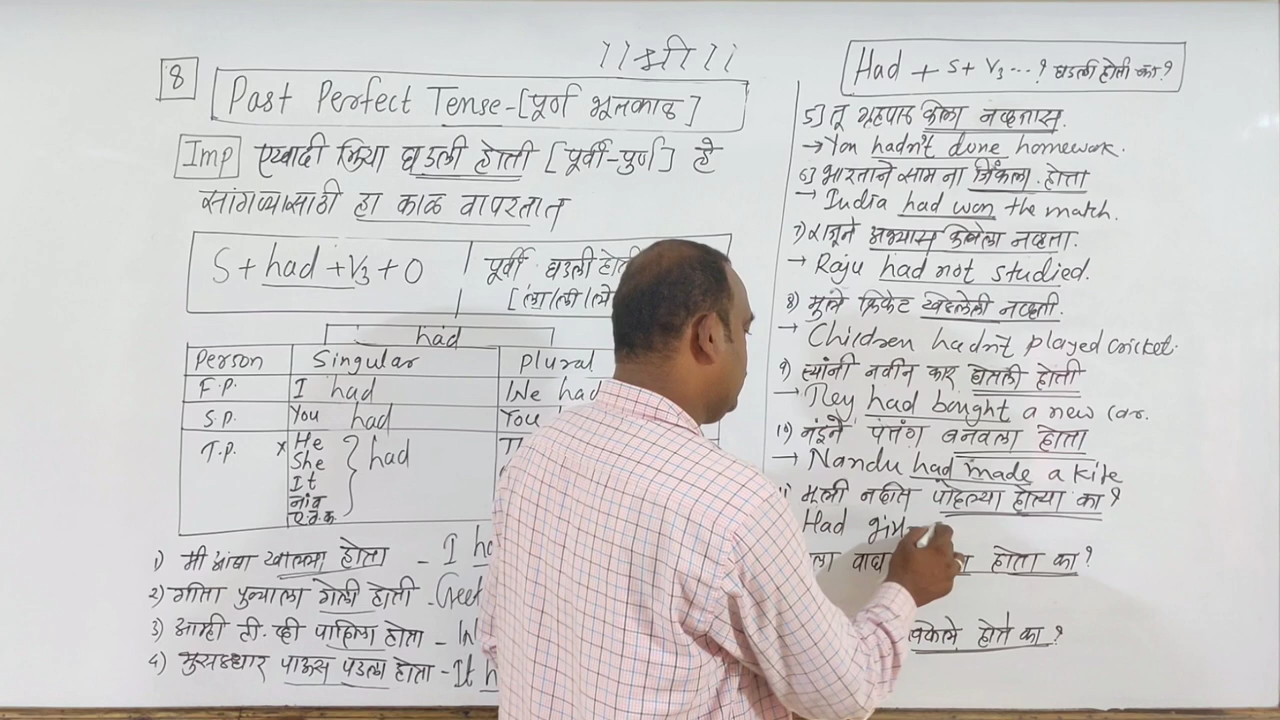 ॥ श्री ॥
8
Past Perfect Tense - [पूर्ण भूतकाळ]
Imp एखादी क्रिया घडली होती [पूर्वी-पुर्ण] हे
सांगण्यासाठी हा काळ वापरतात
S + had + V3 + O
पूर्वी घडली होती
[ला/ली/ले
had
Person Singular Plural
F.P. I had We had
S.P. You had You
T.P. x He
She
It
नांव
ए.व.
had
1) मी आंबा खाल्ला होता - I ha
2) गीता पुण्याला गेली होती - Geet
3) आम्ही टी. व्ही पाहिला होता -
4) मुसळधार पाऊस पडला होता - It h
Had + S + V3 ...? घडली होती का?
5] तू गृहपाठ केला नव्हतास.
→ You hadn't done homework.
6] भारताने सामना जिंकला होता
→ India had won the match.
7) राजूने अभ्यास केलेला नव्हता.
→ Raju had not studied.
8) मुले क्रिकेट खेळलेली नव्हती.
→ Children hadn't played cricket.
9) त्यांनी नवीन कार घेतली होती
→ They had bought a new car.
10) नंदूने पतंग बनवला होता
→ Nandu had made a kite
11) मुली नदीत पोहल्या होत्या का?
Had gir
ला वाघ होता का?
विकले होते का?